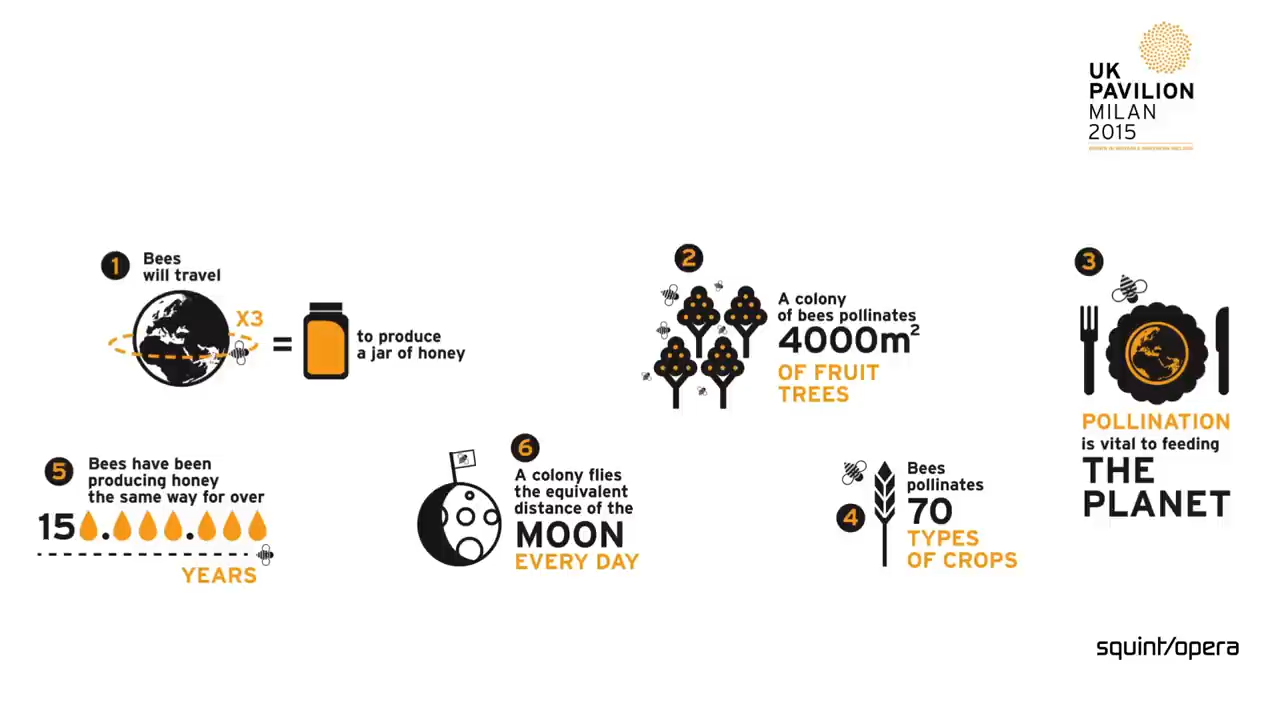 UK
PAVILION
MILAN
2015
1
Bees
will travel
X3
=
to produce
a jar of honey
2
A colony
of bees pollinates
4000m²
OF FRUIT
TREES
3
POLLINATION
is vital to feeding
THE
PLANET
4
Bees
pollinates
70
TYPES
OF CROPS
5
Bees have been
producing honey
the same way for over
15
YEARS
6
A colony flies
the equivalent
distance of the
MOON
EVERY DAY
squint/opera